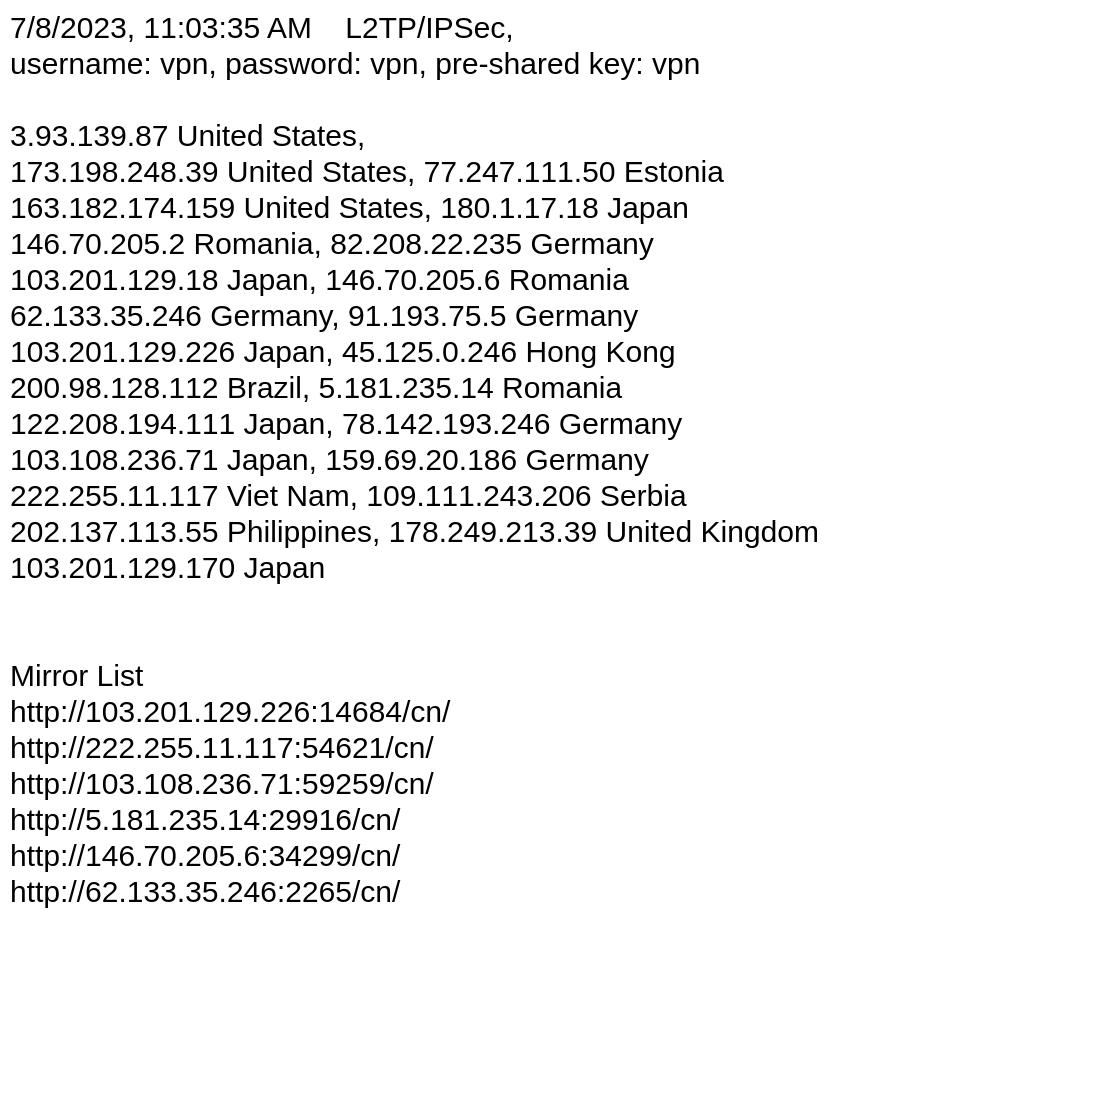 7/8/2023, 11:03:35 AM    L2TP/IPSec,
username: vpn, password: vpn, pre-shared key: vpn
3.93.139.87 United States,
173.198.248.39 United States, 77.247.111.50 Estonia
163.182.174.159 United States, 180.1.17.18 Japan
146.70.205.2 Romania, 82.208.22.235 Germany
103.201.129.18 Japan, 146.70.205.6 Romania
62.133.35.246 Germany, 91.193.75.5 Germany
103.201.129.226 Japan, 45.125.0.246 Hong Kong
200.98.128.112 Brazil, 5.181.235.14 Romania
122.208.194.111 Japan, 78.142.193.246 Germany
103.108.236.71 Japan, 159.69.20.186 Germany
222.255.11.117 Viet Nam, 109.111.243.206 Serbia
202.137.113.55 Philippines, 178.249.213.39 United Kingdom
103.201.129.170 Japan
Mirror List
http://103.201.129.226:14684/cn/
http://222.255.11.117:54621/cn/
http://103.108.236.71:59259/cn/
http://5.181.235.14:29916/cn/
http://146.70.205.6:34299/cn/
http://62.133.35.246:2265/cn/